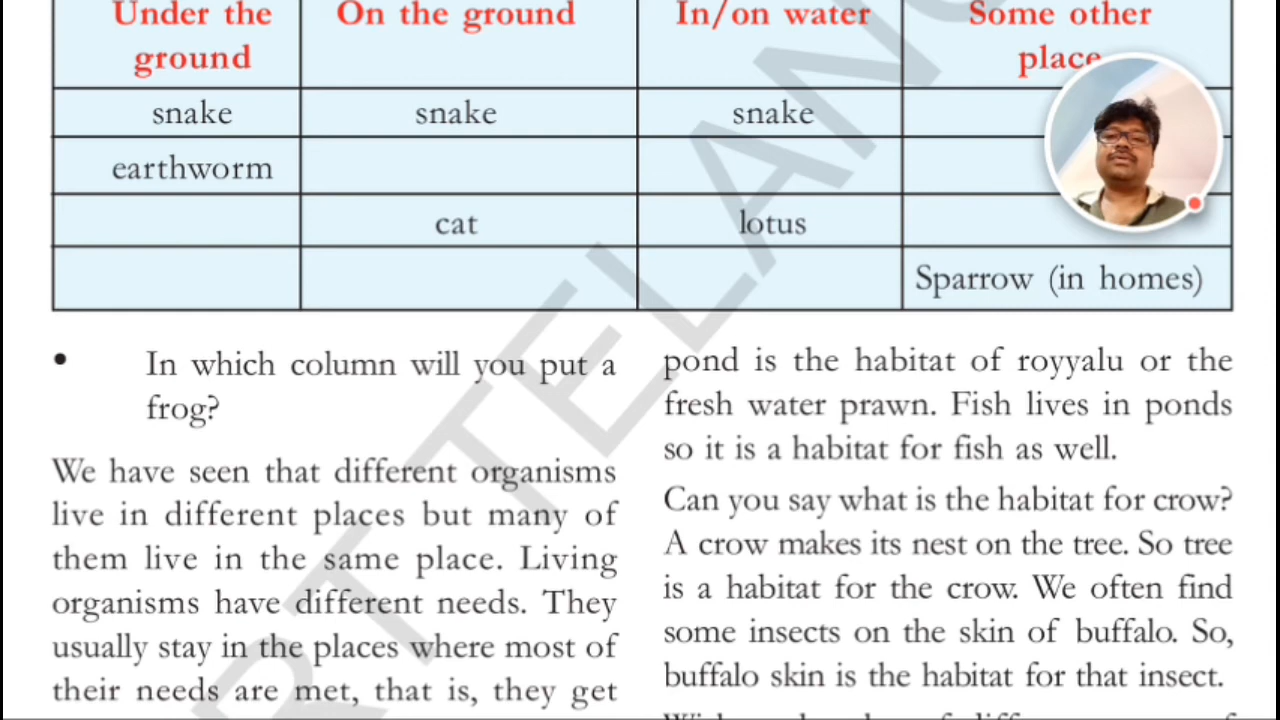 Under the
ground
On the ground
In/on water
Some other
place
snake
snake
snake
earthworm
cat
lotus
Sparrow (in homes)
• In which column will you put a
frog?
We have seen that different organisms
live in different places but many of
them live in the same place. Living
organisms have different needs. They
usually stay in the places where most of
their needs are met, that is, they get
pond is the habitat of royyalu or the
fresh water prawn. Fish lives in ponds
so it is a habitat for fish as well.
Can you say what is the habitat for crow?
A crow makes its nest on the tree. So tree
is a habitat for the crow. We often find
some insects on the skin of buffalo. So,
buffalo skin is the habitat for that insect.